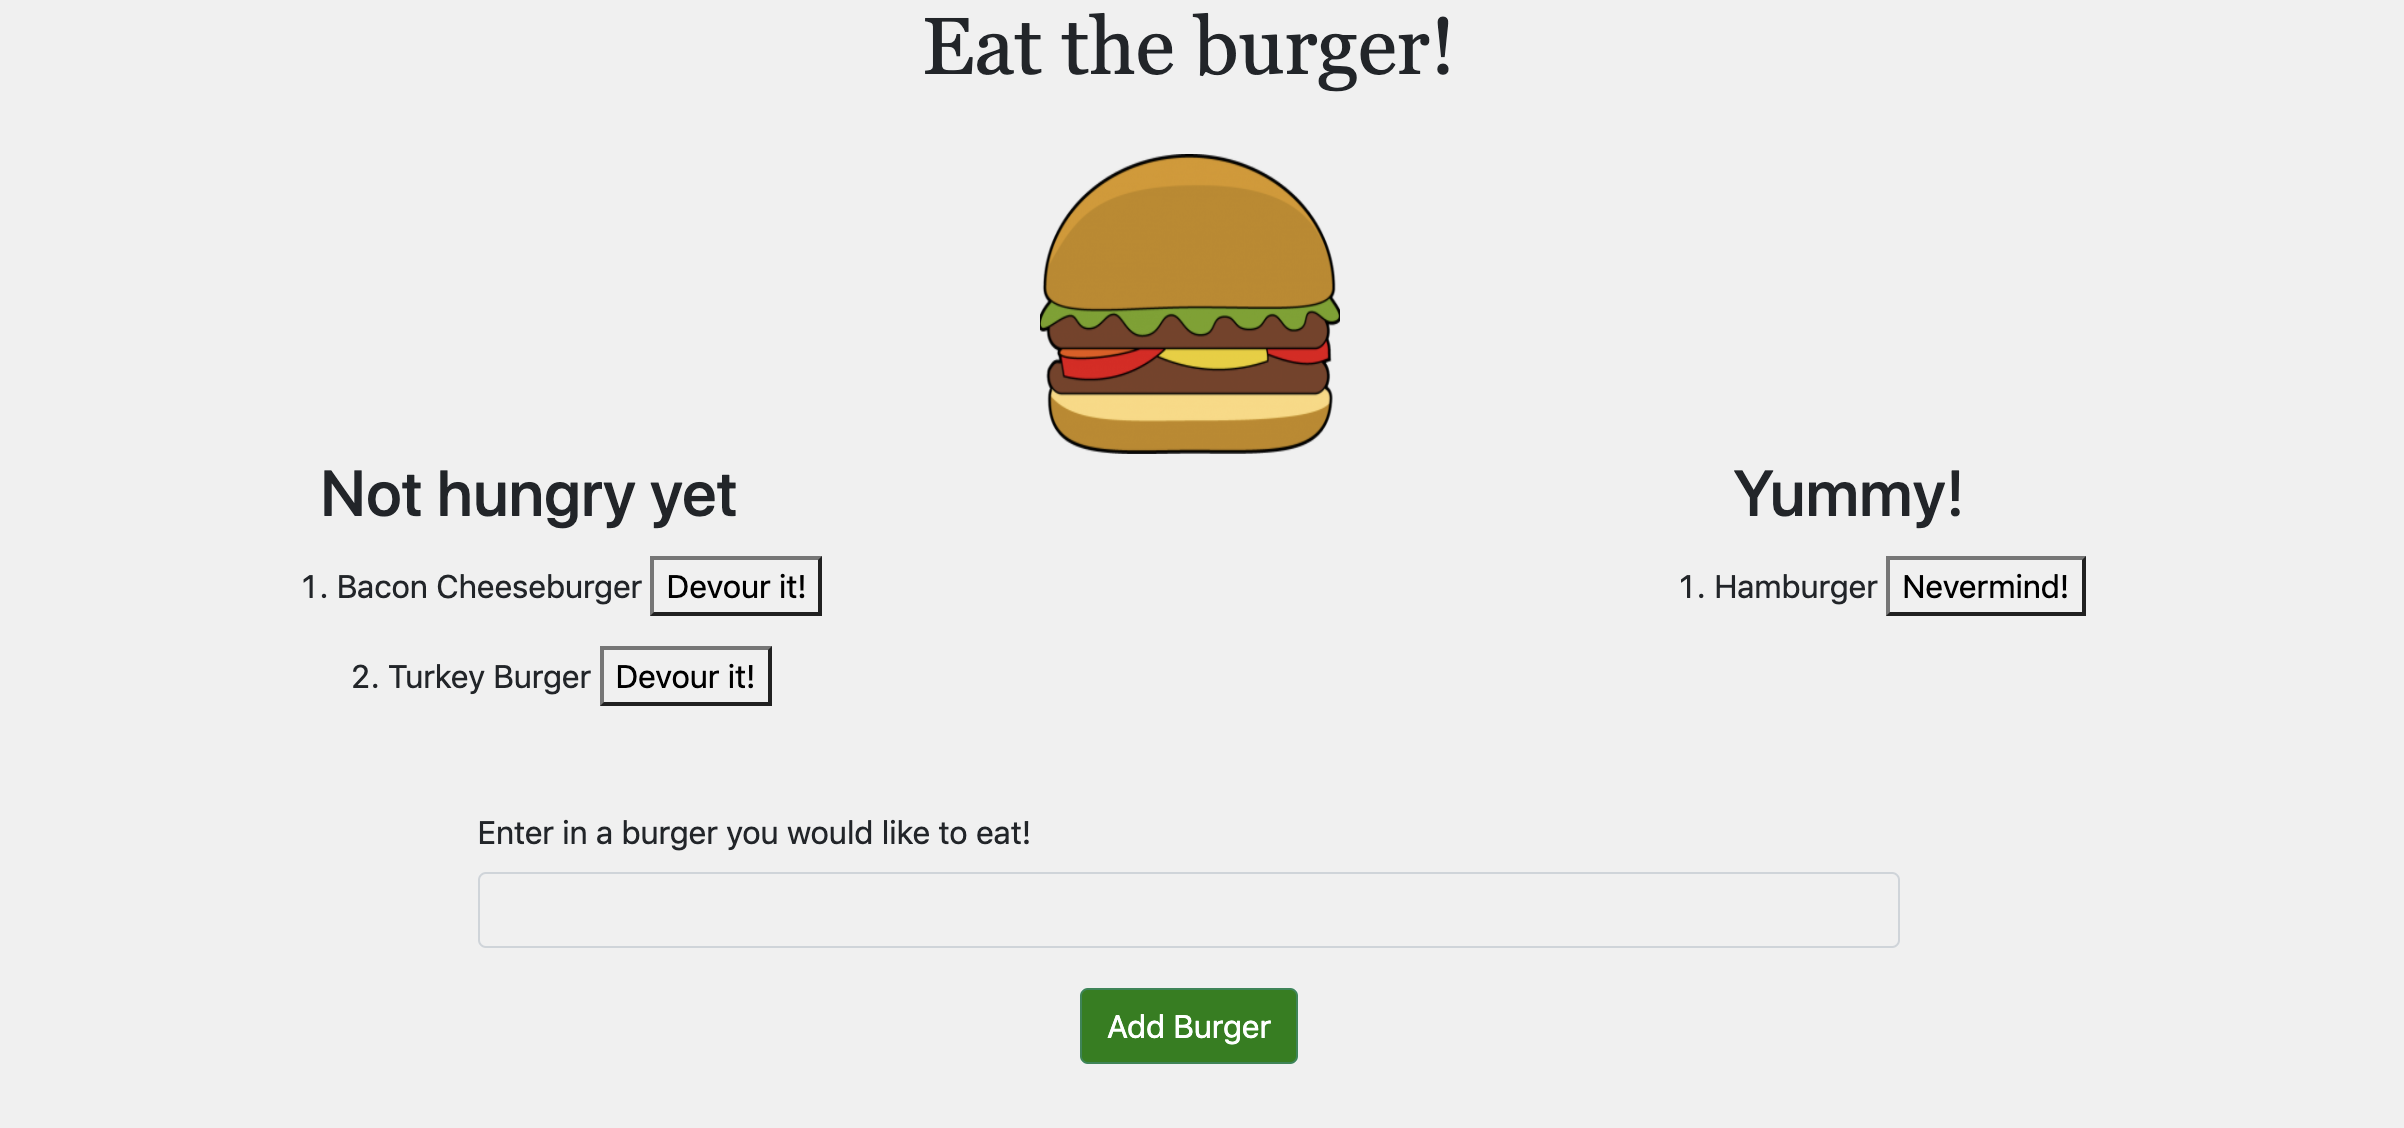 Eat the burger!
Not hungry yet
1. Bacon Cheeseburger Devour it!
2. Turkey Burger Devour it!
Yummy!
1. Hamburger Nevermind!
Enter in a burger you would like to eat!
Add Burger